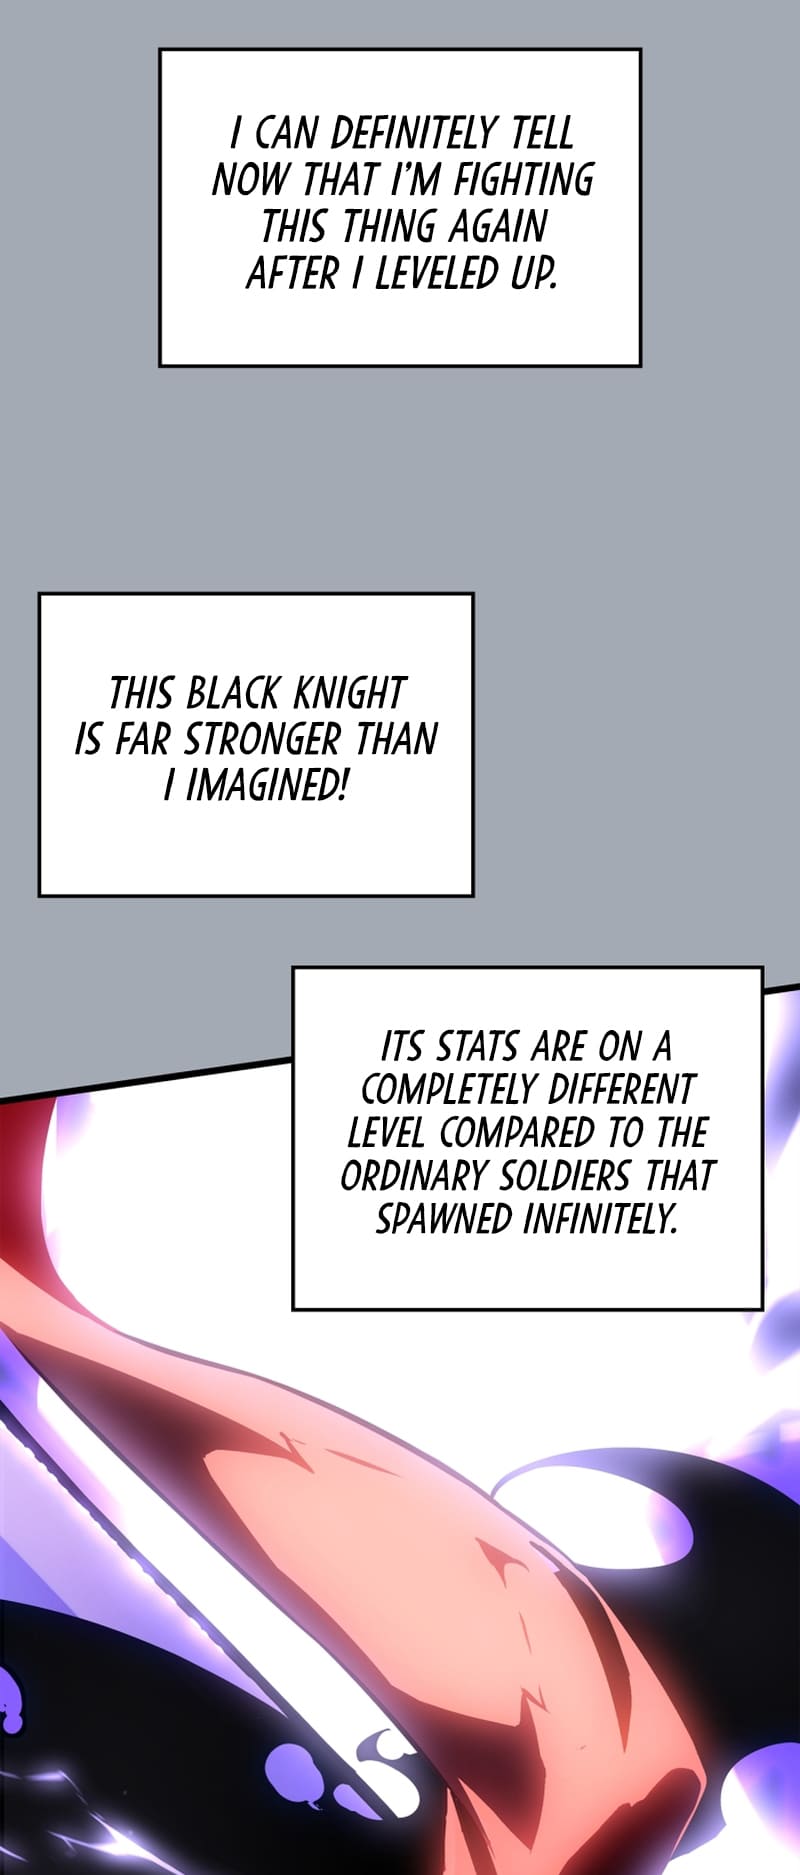 I CAN DEFINITELY TELL
NOW THAT I'M FIGHTING
THIS THING AGAIN
AFTER I LEVELED UP.
THIS BLACK KNIGHT
IS FAR STRONGER THAN
I IMAGINED!
ITS STATS ARE ON A
COMPLETELY DIFFERENT
LEVEL COMPARED TO THE
ORDINARY SOLDIERS THAT
SPAWNED INFINITELY.